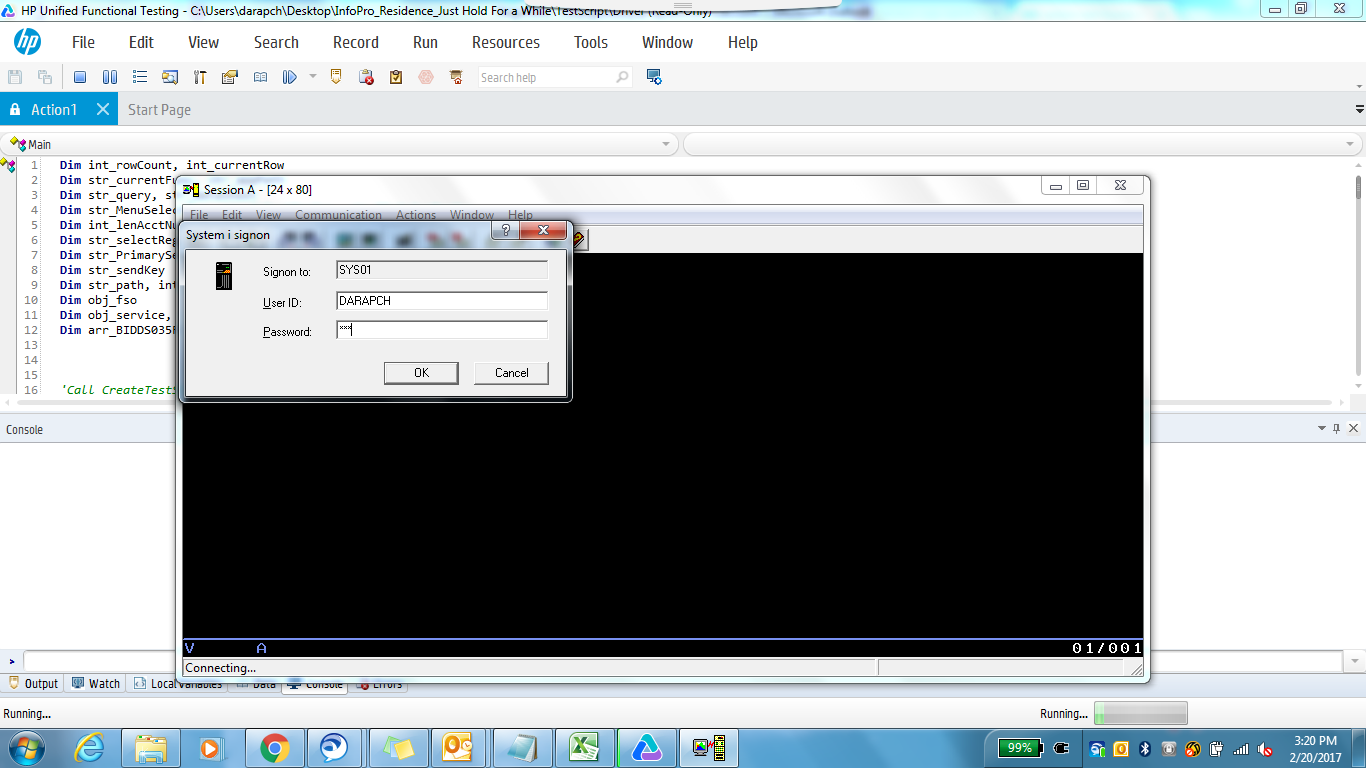 HP Unified Functional Testing - C:\Users\darapch\Desktop\InfoPro_Residence_Just Hold For a While\TestScript\Driver (Read-Only)
hp File Edit View Search Record Run Resources Tools Window Help
Search help
Action1 Start Page
Main
1 Dim int_rowCount, int_currentRow
2 Dim str_currentFu
3 Dim str_query, st
4 Dim str_MenuSelec
5 Dim int_lenAcctNu
6 Dim str_selectReg
7 Dim str_PrimarySe
8 Dim str_sendKey
9 Dim str_path, int
10 Dim obj_fso
11 Dim obj_service,
12 Dim arr_BIDDS035F
13
14
15
16 'Call CreateTestS
Session A - [24 x 80]
File Edit View Communication Actions Window Help
System i signon
Signon to: SYS01
User ID: DARAPCH
Password: ***
OK Cancel
V A 01/001
Connecting...
Console
>
Output Watch Local Variables Data Console Errors
Running... Running...
99% 3:20 PM
2/20/2017